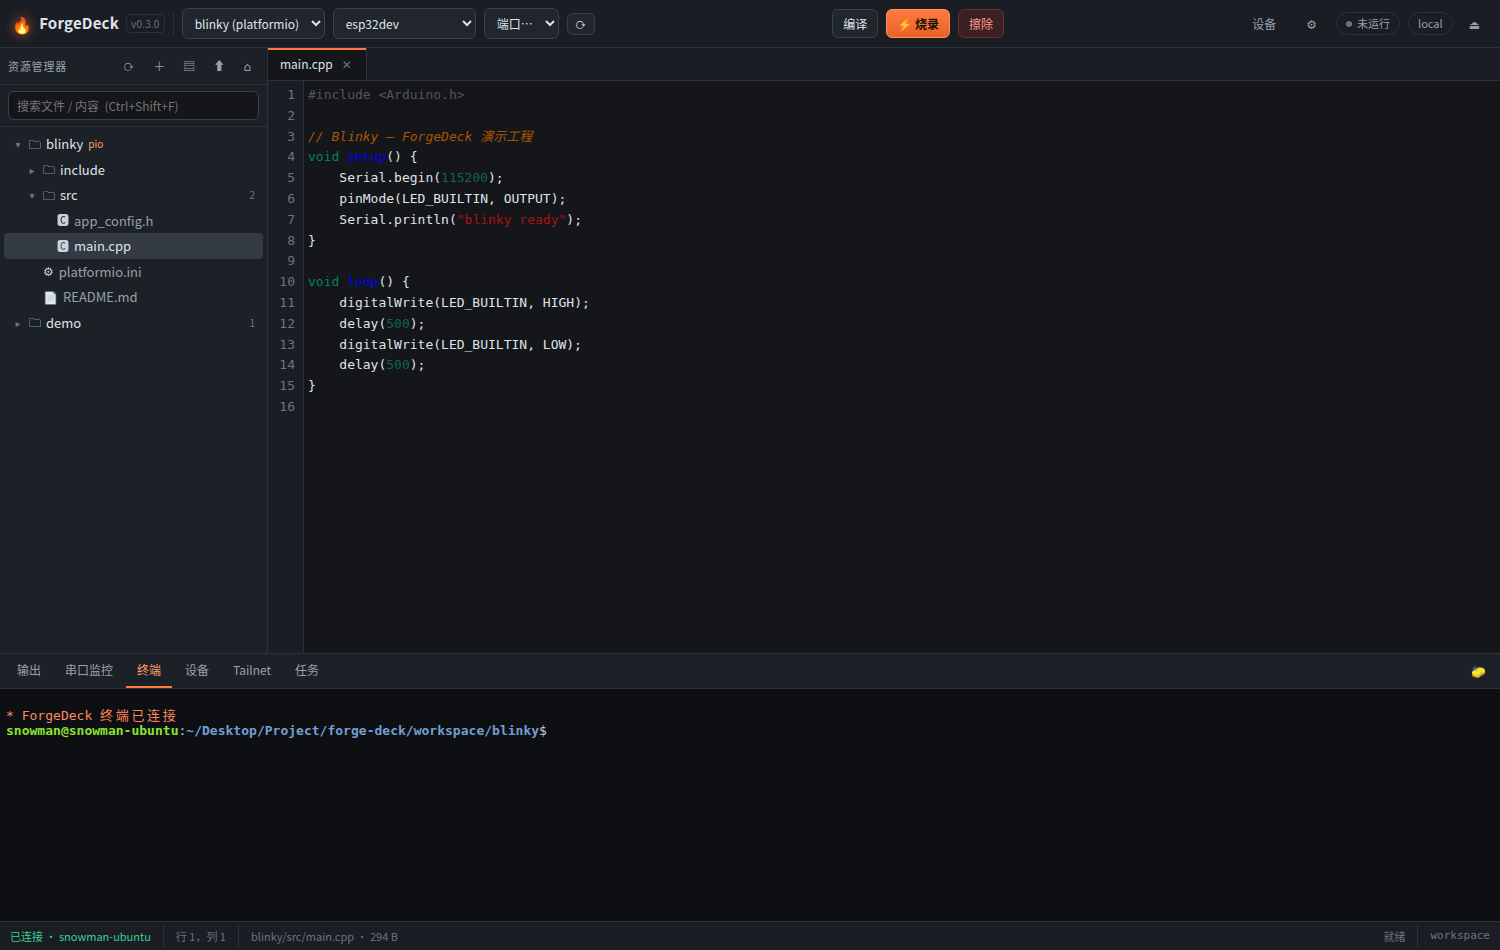 ForgeDeck v0.3.0 blinky (platformio) esp32dev 端口… 编译 ⚡烧录 擦除 设备 未运行 local
资源管理器
main.cpp ✕
搜索文件 / 内容 (Ctrl+Shift+F)
blinky pio
include
src 2
app_config.h
main.cpp
platformio.ini
README.md
demo 1
1 #include <Arduino.h>
2
3 // Blinky — ForgeDeck 演示工程
4 void setup() {
5     Serial.begin(115200);
6     pinMode(LED_BUILTIN, OUTPUT);
7     Serial.println("blinky ready");
8 }
9
10 void loop() {
11     digitalWrite(LED_BUILTIN, HIGH);
12     delay(500);
13     digitalWrite(LED_BUILTIN, LOW);
14     delay(500);
15 }
16
输出 串口监控 终端 设备 Tailnet 任务
* ForgeDeck 终端已连接
snowman@snowman-ubuntu:~/Desktop/Project/forge-deck/workspace/blinky$
已连接 · snowman-ubuntu 行 1，列 1 blinky/src/main.cpp · 294 B 就绪 workspace